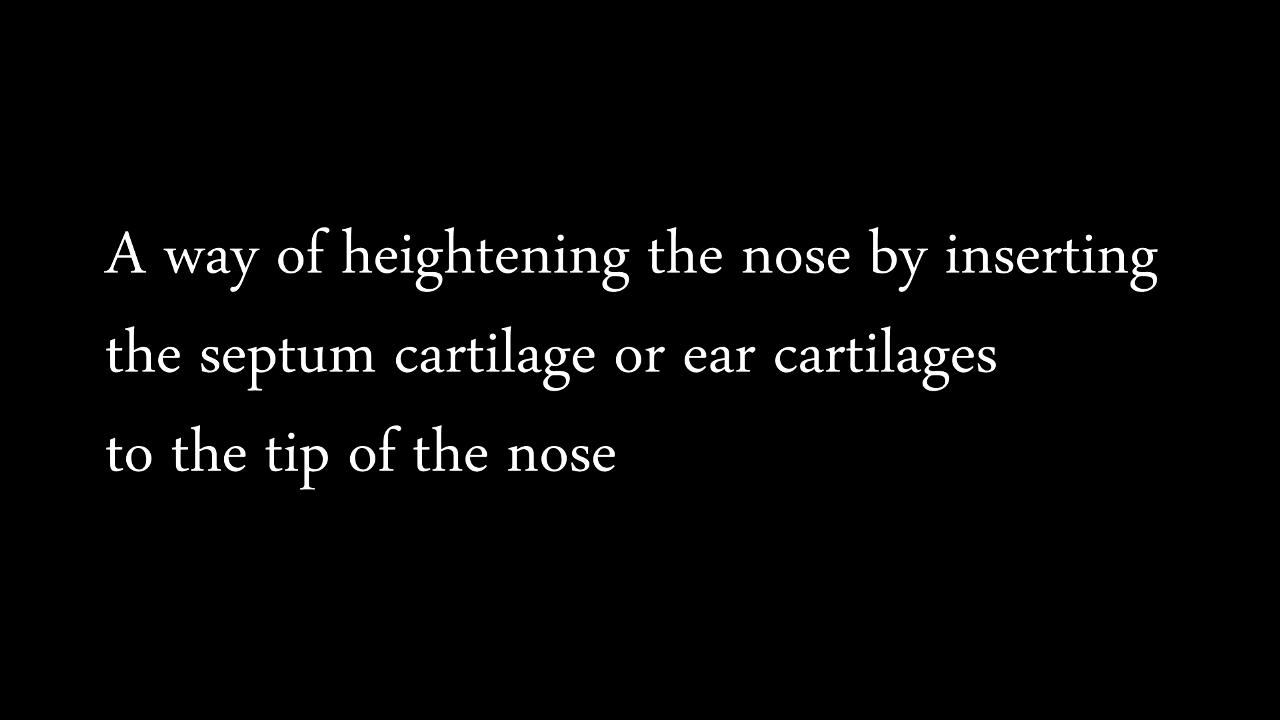 A way of heightening the nose by inserting
the septum cartilage or ear cartilages
to the tip of the nose